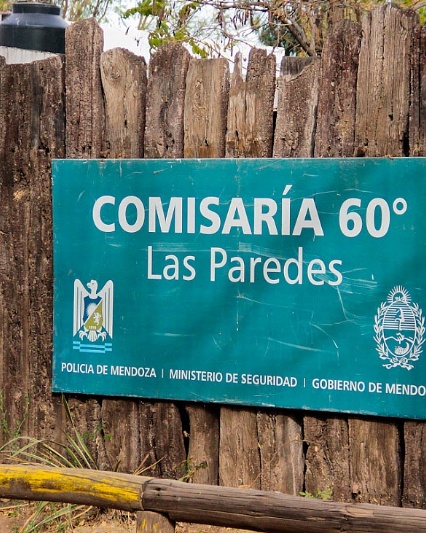 COMISARÍA 60°
Las Paredes
POLICIA DE MENDOZA | MINISTERIO DE SEGURIDAD | GOBIERNO DE MENDO